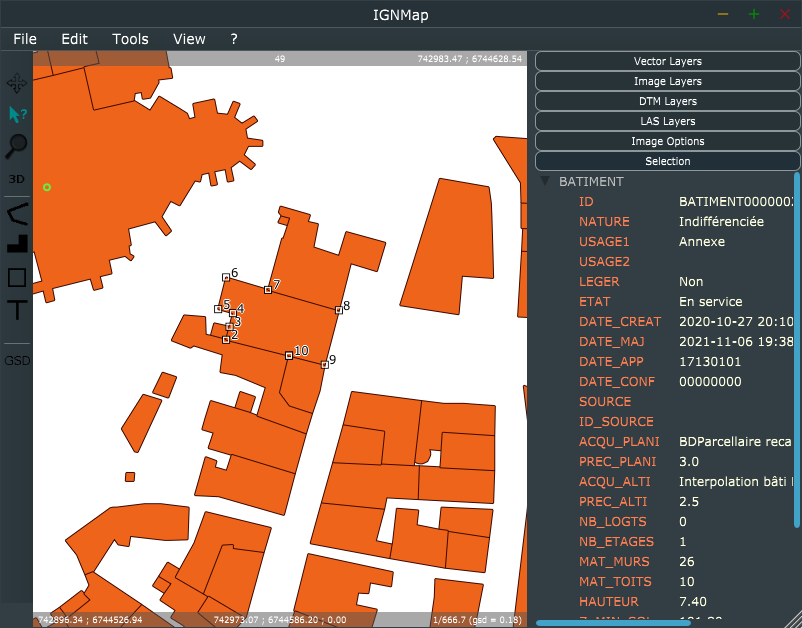 IGNMap
File Edit Tools View ?
49 742983.47 ; 6744628.54
3D
GSD
6
7
8
5
4
3
2
10
9
742896.34 ; 6744526.94 742973.07 ; 6744586.20 ; 0.00 1/666.7 (gsd = 0.18)
Vector Layers
Image Layers
DTM Layers
LAS Layers
Image Options
Selection
BATIMENT
ID BATIMENT0000002
NATURE Indifférenciée
USAGE1 Annexe
USAGE2
LEGER Non
ETAT En service
DATE_CREAT 2020-10-27 20:10
DATE_MAJ 2021-11-06 19:38
DATE_APP 17130101
DATE_CONF 00000000
SOURCE
ID_SOURCE
ACQU_PLANI BDParcellaire reca
PREC_PLANI 3.0
ACQU_ALTI Interpolation bâti
PREC_ALTI 2.5
NB_LOGTS 0
NB_ETAGES 1
MAT_MURS 26
MAT_TOITS 10
HAUTEUR 7.40